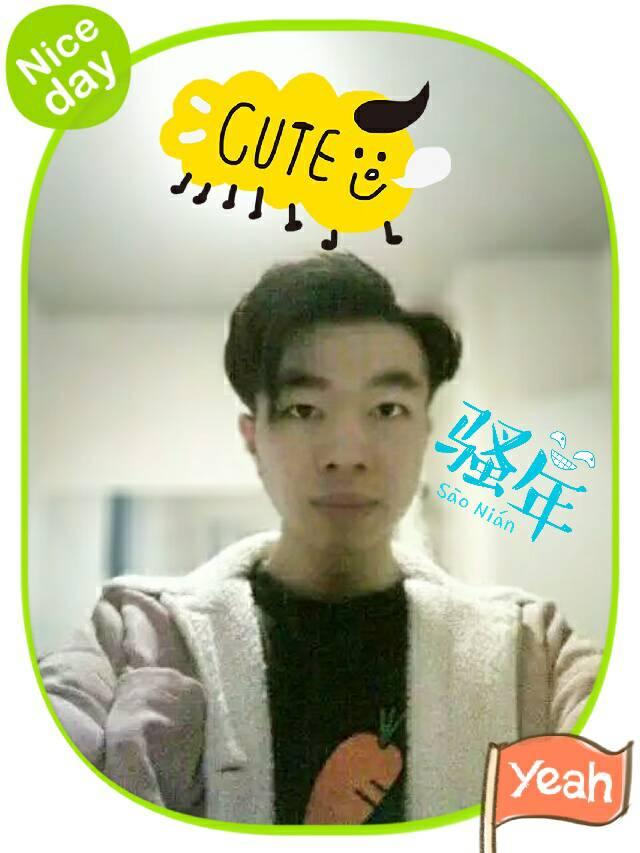 Nice
day
CUTE
骚年
Sāo Nián
Yeah